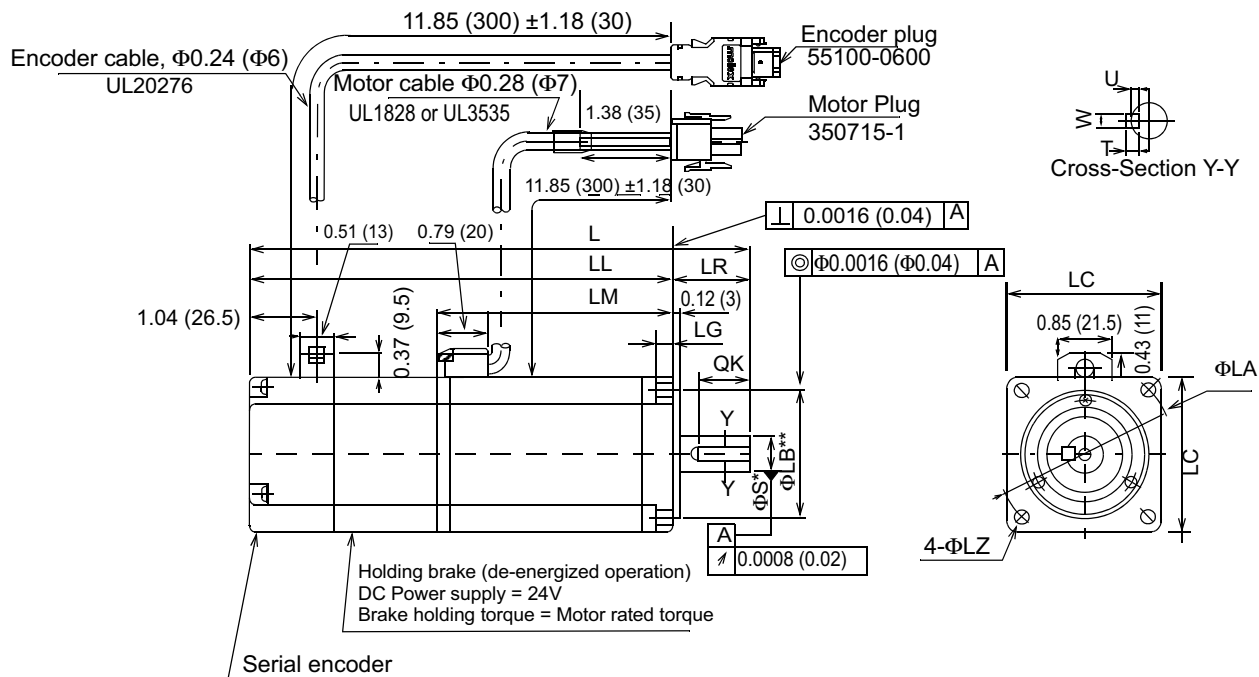 11.85 (300) ±1.18 (30)
Encoder cable, Φ0.24 (Φ6)
UL20276
Encoder plug
55100-0600
Motor cable Φ0.28 (Φ7)
UL1828 or UL3535
1.38 (35)
Motor Plug
350715-1
U
W
T
Cross-Section Y-Y
11.85 (300) ±1.18 (30)
⊥ 0.0016 (0.04) A
0.51 (13)
0.79 (20)
L
◎ Φ0.0016 (Φ0.04) A
LL
LR
LC
1.04 (26.5)
0.37 (9.5)
LM
0.12 (3)
LG
QK
0.85 (21.5)
0.43 (11)
ΦLA
Y
Y
ΦS*
ΦLB**
LC
A
↗ 0.0008 (0.02)
4-ΦLZ
Holding brake (de-energized operation)
DC Power supply = 24V
Brake holding torque = Motor rated torque
Serial encoder